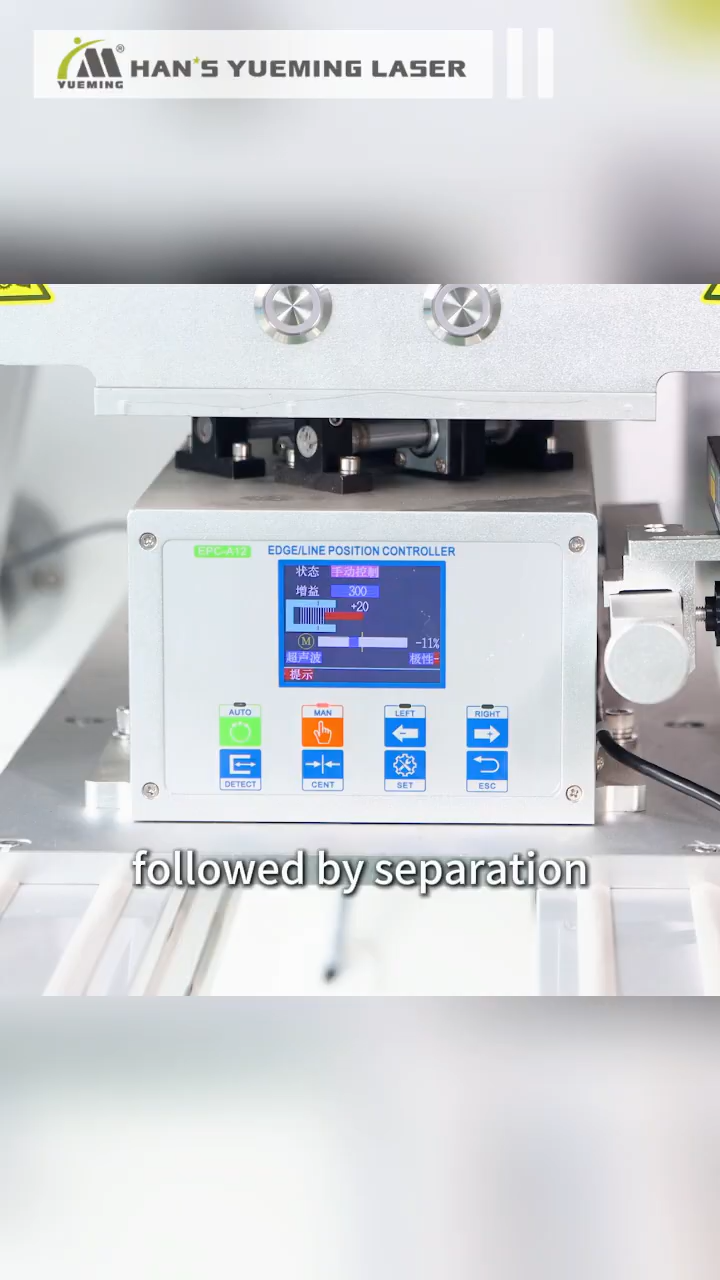 YUEMING
®
HAN'S YUEMING LASER
EPC-A12
EDGE/LINE POSITION CONTROLLER
状态 手动控制
增益 300
+20
M
-11%
超声波 极性-
提示
AUTO
MAN
LEFT
RIGHT
DETECT
CENT
SET
ESC
followed by separation